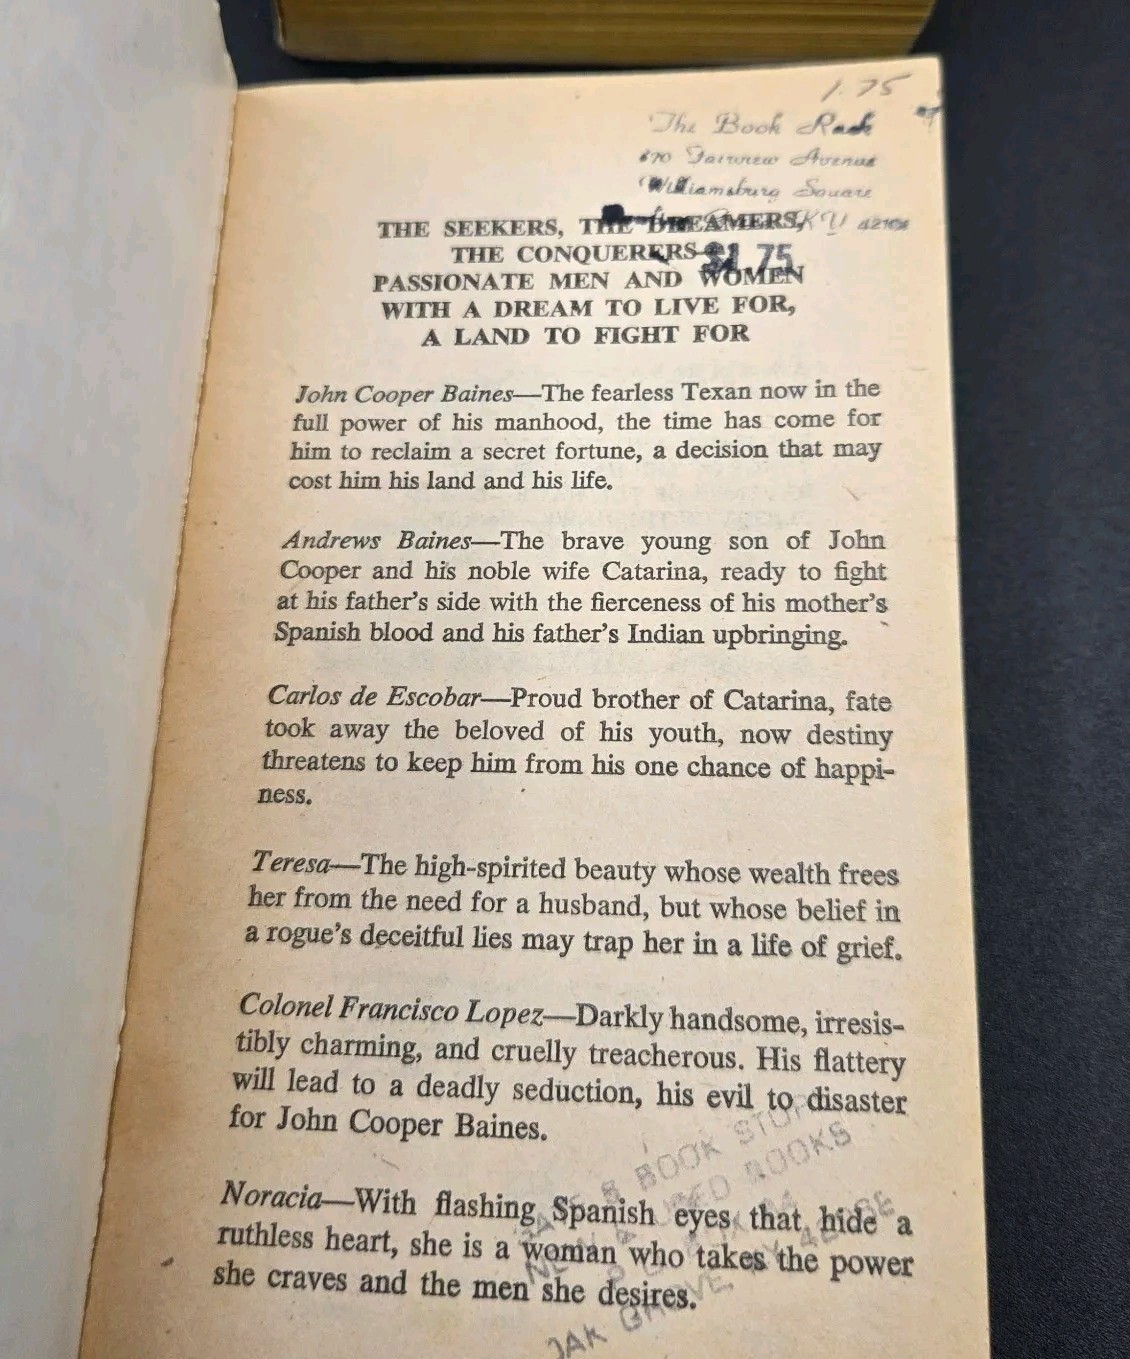 1.75
The Book Rack
870 Fairview Avenue
Williamsburg Square
KY 42101
THE SEEKERS, THE DREAMERS,
THE CONQUERERS—
$1.75
PASSIONATE MEN AND WOMEN
WITH A DREAM TO LIVE FOR,
A LAND TO FIGHT FOR
John Cooper Baines—The fearless Texan now in the
full power of his manhood, the time has come for
him to reclaim a secret fortune, a decision that may
cost him his land and his life.
Andrews Baines—The brave young son of John
Cooper and his noble wife Catarina, ready to fight
at his father's side with the fierceness of his mother's
Spanish blood and his father's Indian upbringing.
Carlos de Escobar—Proud brother of Catarina, fate
took away the beloved of his youth, now destiny
threatens to keep him from his one chance of happi-
ness.
Teresa—The high-spirited beauty whose wealth frees
her from the need for a husband, but whose belief in
a rogue's deceitful lies may trap her in a life of grief.
Colonel Francisco Lopez—Darkly handsome, irresis-
tibly charming, and cruelly treacherous. His flattery
will lead to a deadly seduction, his evil to disaster
for John Cooper Baines.
Noracia—With flashing Spanish eyes that hide a
ruthless heart, she is a woman who takes the power
she craves and the men she desires.
B BOOK
BOOKS
OAK GROVE, KY.